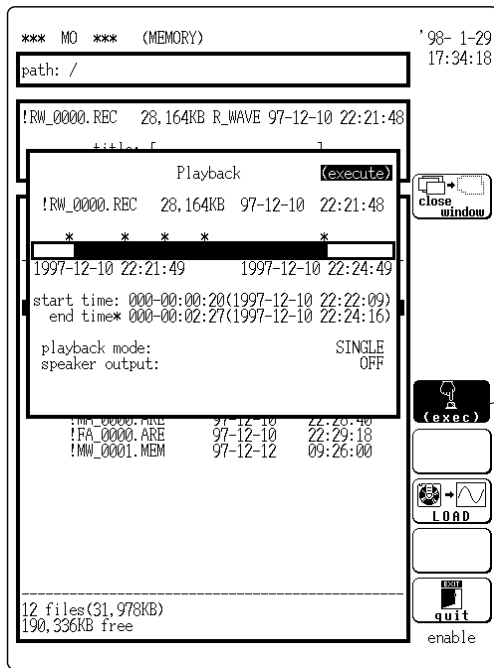 *** MO *** (MEMORY)
'98- 1-29
17:34:18
path: /
!RW_0000.REC 28,164KB R_WAVE 97-12-10 22:21:48
Playback (execute)
!RW_0000.REC 28,164KB 97-12-10 22:21:48
* * * * *
1997-12-10 22:21:49 1997-12-10 22:24:49
start time: 000-00:00:20(1997-12-10 22:22:09)
end time* 000-00:02:27(1997-12-10 22:24:16)
playback mode: SINGLE
speaker output: OFF
!FA_0000.ARE 97-12-10 22:29:18
!MW_0001.MEM 97-12-12 09:26:00
12 files(31,978KB)
190,336KB free
close
window
(exec)
LOAD
EXIT
quit
enable